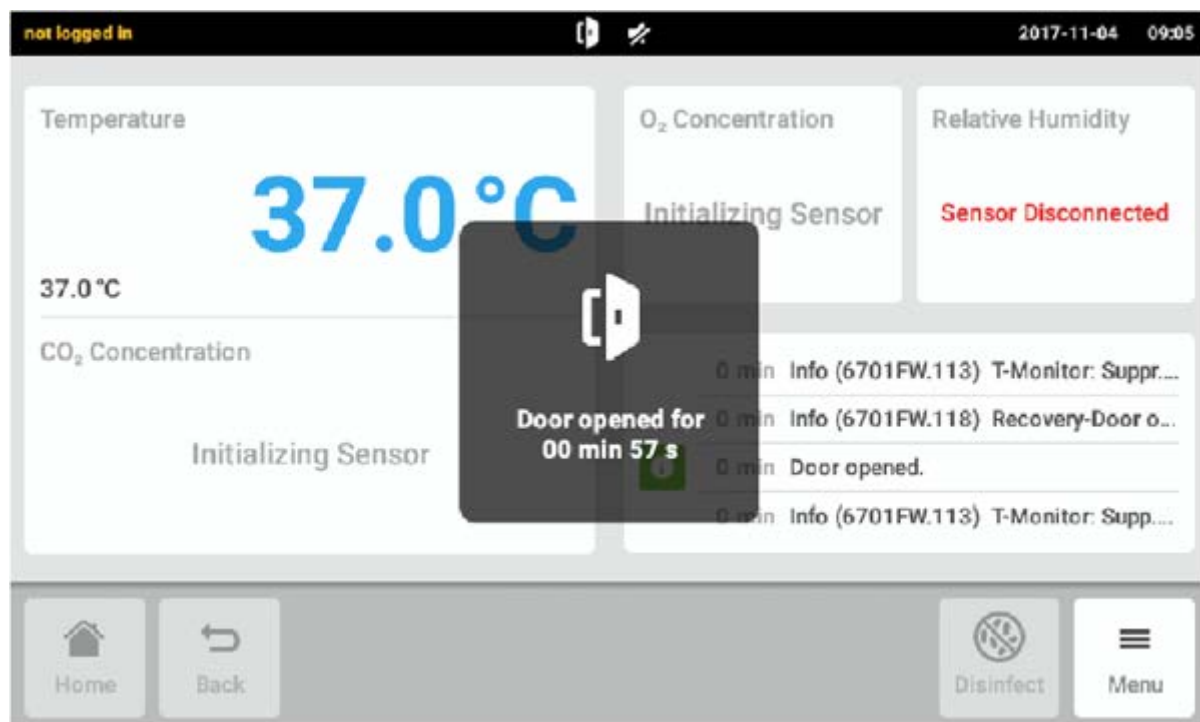 not logged in
2017-11-04 09:05
Temperature
37.0 °C
37.0 °C
CO₂ Concentration
Initializing Sensor
O₂ Concentration
Initializing Sensor
Relative Humidity
Sensor Disconnected
Door opened for
00 min 57 s
0 min Info (6701FW.113) T-Monitor: Suppr....
0 min Info (6701FW.118) Recovery-Door o...
0 min Door opened.
0 min Info (6701FW.113) T-Monitor: Supp....
Home
Back
Disinfect
Menu